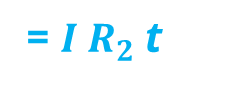 = I R₂ t